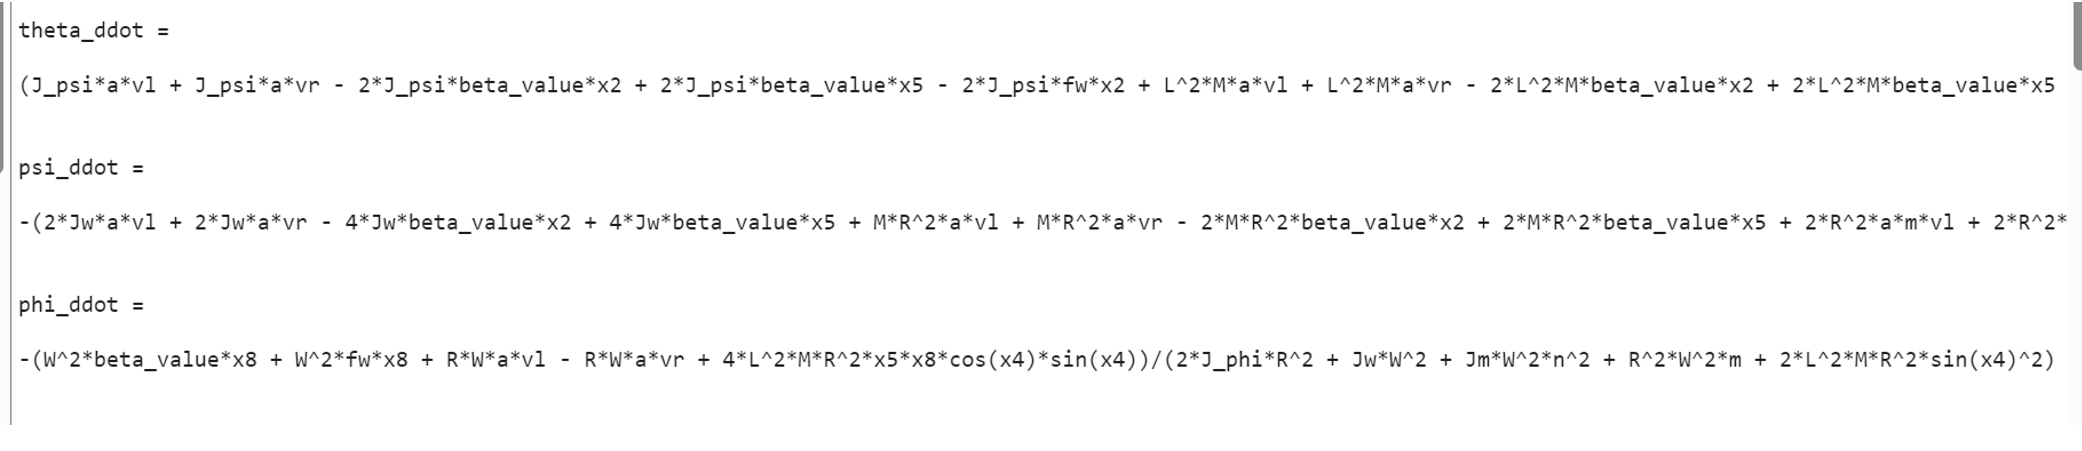 theta_ddot =
(J_psi*a*vl + J_psi*a*vr - 2*J_psi*beta_value*x2 + 2*J_psi*beta_value*x5 - 2*J_psi*fw*x2 + L^2*M*a*vl + L^2*M*a*vr - 2*L^2*M*beta_value*x2 + 2*L^2*M*beta_value*x5
psi_ddot =
-(2*Jw*a*vl + 2*Jw*a*vr - 4*Jw*beta_value*x2 + 4*Jw*beta_value*x5 + M*R^2*a*vl + M*R^2*a*vr - 2*M*R^2*beta_value*x2 + 2*M*R^2*beta_value*x5 + 2*R^2*a*m*vl + 2*R^2*
phi_ddot =
-(W^2*beta_value*x8 + W^2*fw*x8 + R*W*a*vl - R*W*a*vr + 4*L^2*M*R^2*x5*x8*cos(x4)*sin(x4))/(2*J_phi*R^2 + Jw*W^2 + Jm*W^2*n^2 + R^2*W^2*m + 2*L^2*M*R^2*sin(x4)^2)